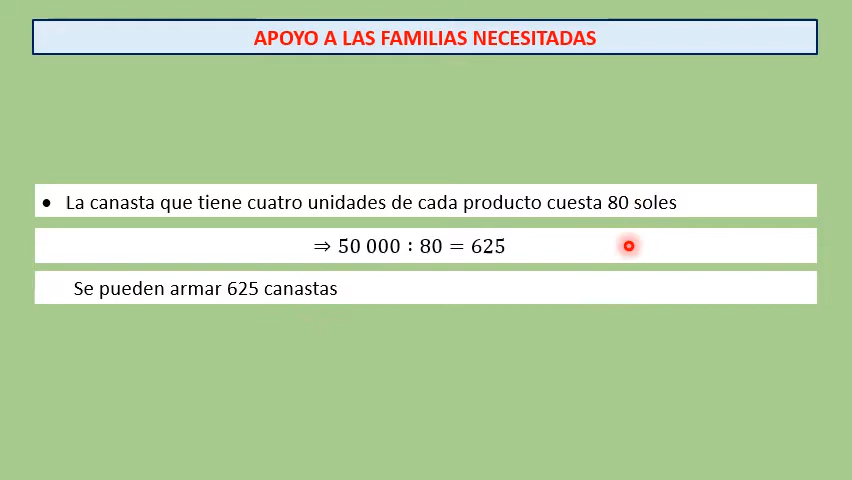 APOYO A LAS FAMILIAS NECESITADAS
• La canasta que tiene cuatro unidades de cada producto cuesta 80 soles
⇒ 50 000 : 80 = 625
Se pueden armar 625 canastas